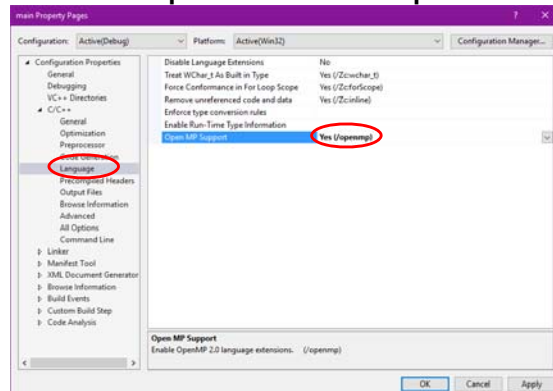 main Property Pages ? ×
Configuration: Active(Debug) Platform: Active(Win32) Configuration Manager...
Configuration Properties
General
Debugging
VC++ Directories
C/C++
General
Optimization
Preprocessor
Code Generation
Language
Precompiled Headers
Output Files
Browse Information
Advanced
All Options
Command Line
Linker
Manifest Tool
XML Document Generator
Browse Information
Build Events
Custom Build Step
Code Analysis
Disable Language Extensions No
Treat WChar_t As Built in Type Yes (/Zc:wchar_t)
Force Conformance in For Loop Scope Yes (/Zc:forScope)
Remove unreferenced code and data Yes (/Zc:inline)
Enforce type conversion rules
Enable Run-Time Type Information
Open MP Support Yes (/openmp)
Open MP Support
Enable OpenMP 2.0 language extensions. (/openmp)
OK Cancel Apply